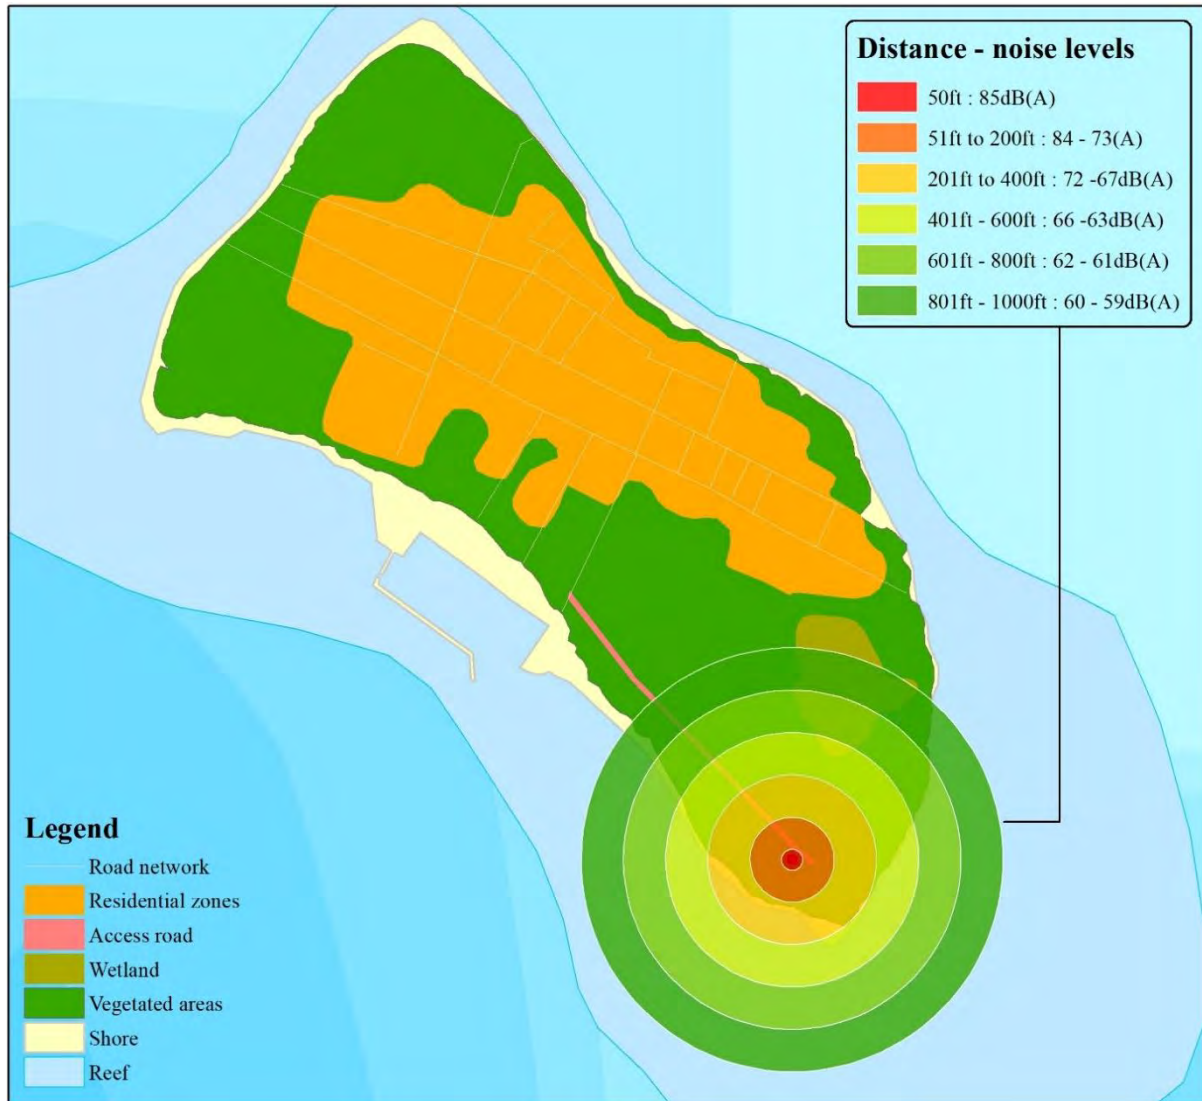 Distance - noise levels
50ft : 85dB(A)
51ft to 200ft : 84 - 73(A)
201ft to 400ft : 72 -67dB(A)
401ft - 600ft : 66 -63dB(A)
601ft - 800ft : 62 - 61dB(A)
801ft - 1000ft : 60 - 59dB(A)
Legend
Road network
Residential zones
Access road
Wetland
Vegetated areas
Shore
Reef